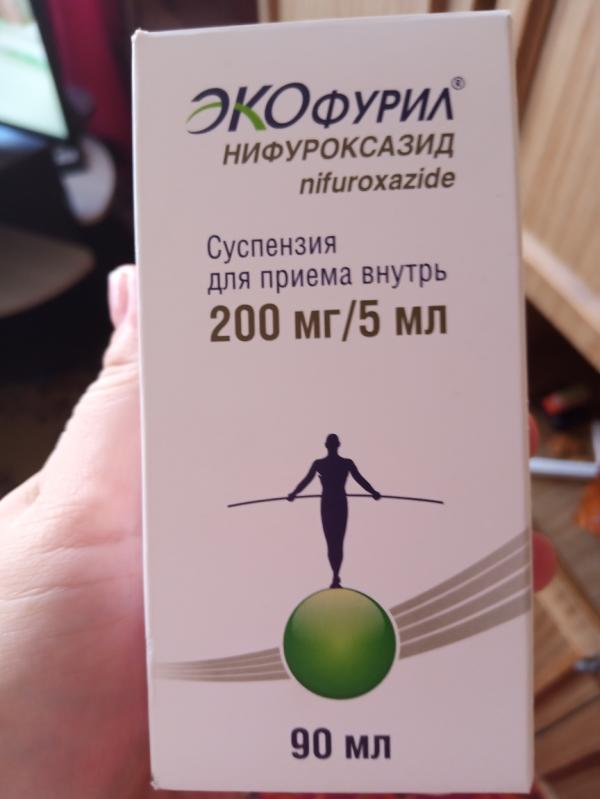 ЭКОФУРИЛ®
НИФУРОКСАЗИД
nifuroxazide
Суспензия
для приема внутрь
200 мг/5 мл
90 мл